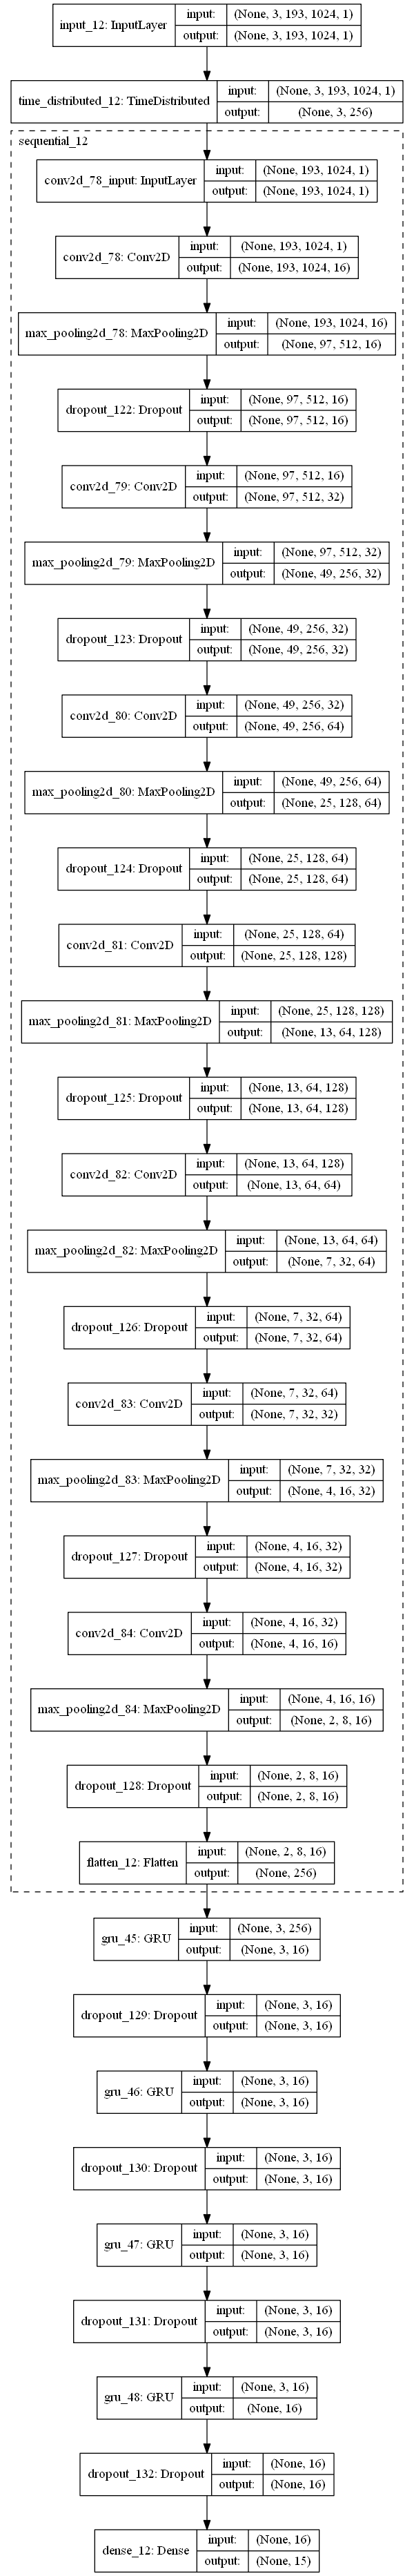 input_12: InputLayer
input: (None, 3, 193, 1024, 1)
output: (None, 3, 193, 1024, 1)
time_distributed_12: TimeDistributed
input: (None, 3, 193, 1024, 1)
output: (None, 3, 256)
sequential_12
conv2d_78_input: InputLayer
input: (None, 193, 1024, 1)
output: (None, 193, 1024, 1)
conv2d_78: Conv2D
input: (None, 193, 1024, 1)
output: (None, 193, 1024, 16)
max_pooling2d_78: MaxPooling2D
input: (None, 193, 1024, 16)
output: (None, 97, 512, 16)
dropout_122: Dropout
input: (None, 97, 512, 16)
output: (None, 97, 512, 16)
conv2d_79: Conv2D
input: (None, 97, 512, 16)
output: (None, 97, 512, 32)
max_pooling2d_79: MaxPooling2D
input: (None, 97, 512, 32)
output: (None, 49, 256, 32)
dropout_123: Dropout
input: (None, 49, 256, 32)
output: (None, 49, 256, 32)
conv2d_80: Conv2D
input: (None, 49, 256, 32)
output: (None, 49, 256, 64)
max_pooling2d_80: MaxPooling2D
input: (None, 49, 256, 64)
output: (None, 25, 128, 64)
dropout_124: Dropout
input: (None, 25, 128, 64)
output: (None, 25, 128, 64)
conv2d_81: Conv2D
input: (None, 25, 128, 64)
output: (None, 25, 128, 128)
max_pooling2d_81: MaxPooling2D
input: (None, 25, 128, 128)
output: (None, 13, 64, 128)
dropout_125: Dropout
input: (None, 13, 64, 128)
output: (None, 13, 64, 128)
conv2d_82: Conv2D
input: (None, 13, 64, 128)
output: (None, 13, 64, 64)
max_pooling2d_82: MaxPooling2D
input: (None, 13, 64, 64)
output: (None, 7, 32, 64)
dropout_126: Dropout
input: (None, 7, 32, 64)
output: (None, 7, 32, 64)
conv2d_83: Conv2D
input: (None, 7, 32, 64)
output: (None, 7, 32, 32)
max_pooling2d_83: MaxPooling2D
input: (None, 7, 32, 32)
output: (None, 4, 16, 32)
dropout_127: Dropout
input: (None, 4, 16, 32)
output: (None, 4, 16, 32)
conv2d_84: Conv2D
input: (None, 4, 16, 32)
output: (None, 4, 16, 16)
max_pooling2d_84: MaxPooling2D
input: (None, 4, 16, 16)
output: (None, 2, 8, 16)
dropout_128: Dropout
input: (None, 2, 8, 16)
output: (None, 2, 8, 16)
flatten_12: Flatten
input: (None, 2, 8, 16)
output: (None, 256)
gru_45: GRU
input: (None, 3, 256)
output: (None, 3, 16)
dropout_129: Dropout
input: (None, 3, 16)
output: (None, 3, 16)
gru_46: GRU
input: (None, 3, 16)
output: (None, 3, 16)
dropout_130: Dropout
input: (None, 3, 16)
output: (None, 3, 16)
gru_47: GRU
input: (None, 3, 16)
output: (None, 3, 16)
dropout_131: Dropout
input: (None, 3, 16)
output: (None, 3, 16)
gru_48: GRU
input: (None, 3, 16)
output: (None, 16)
dropout_132: Dropout
input: (None, 16)
output: (None, 16)
dense_12: Dense
input: (None, 16)
output: (None, 15)